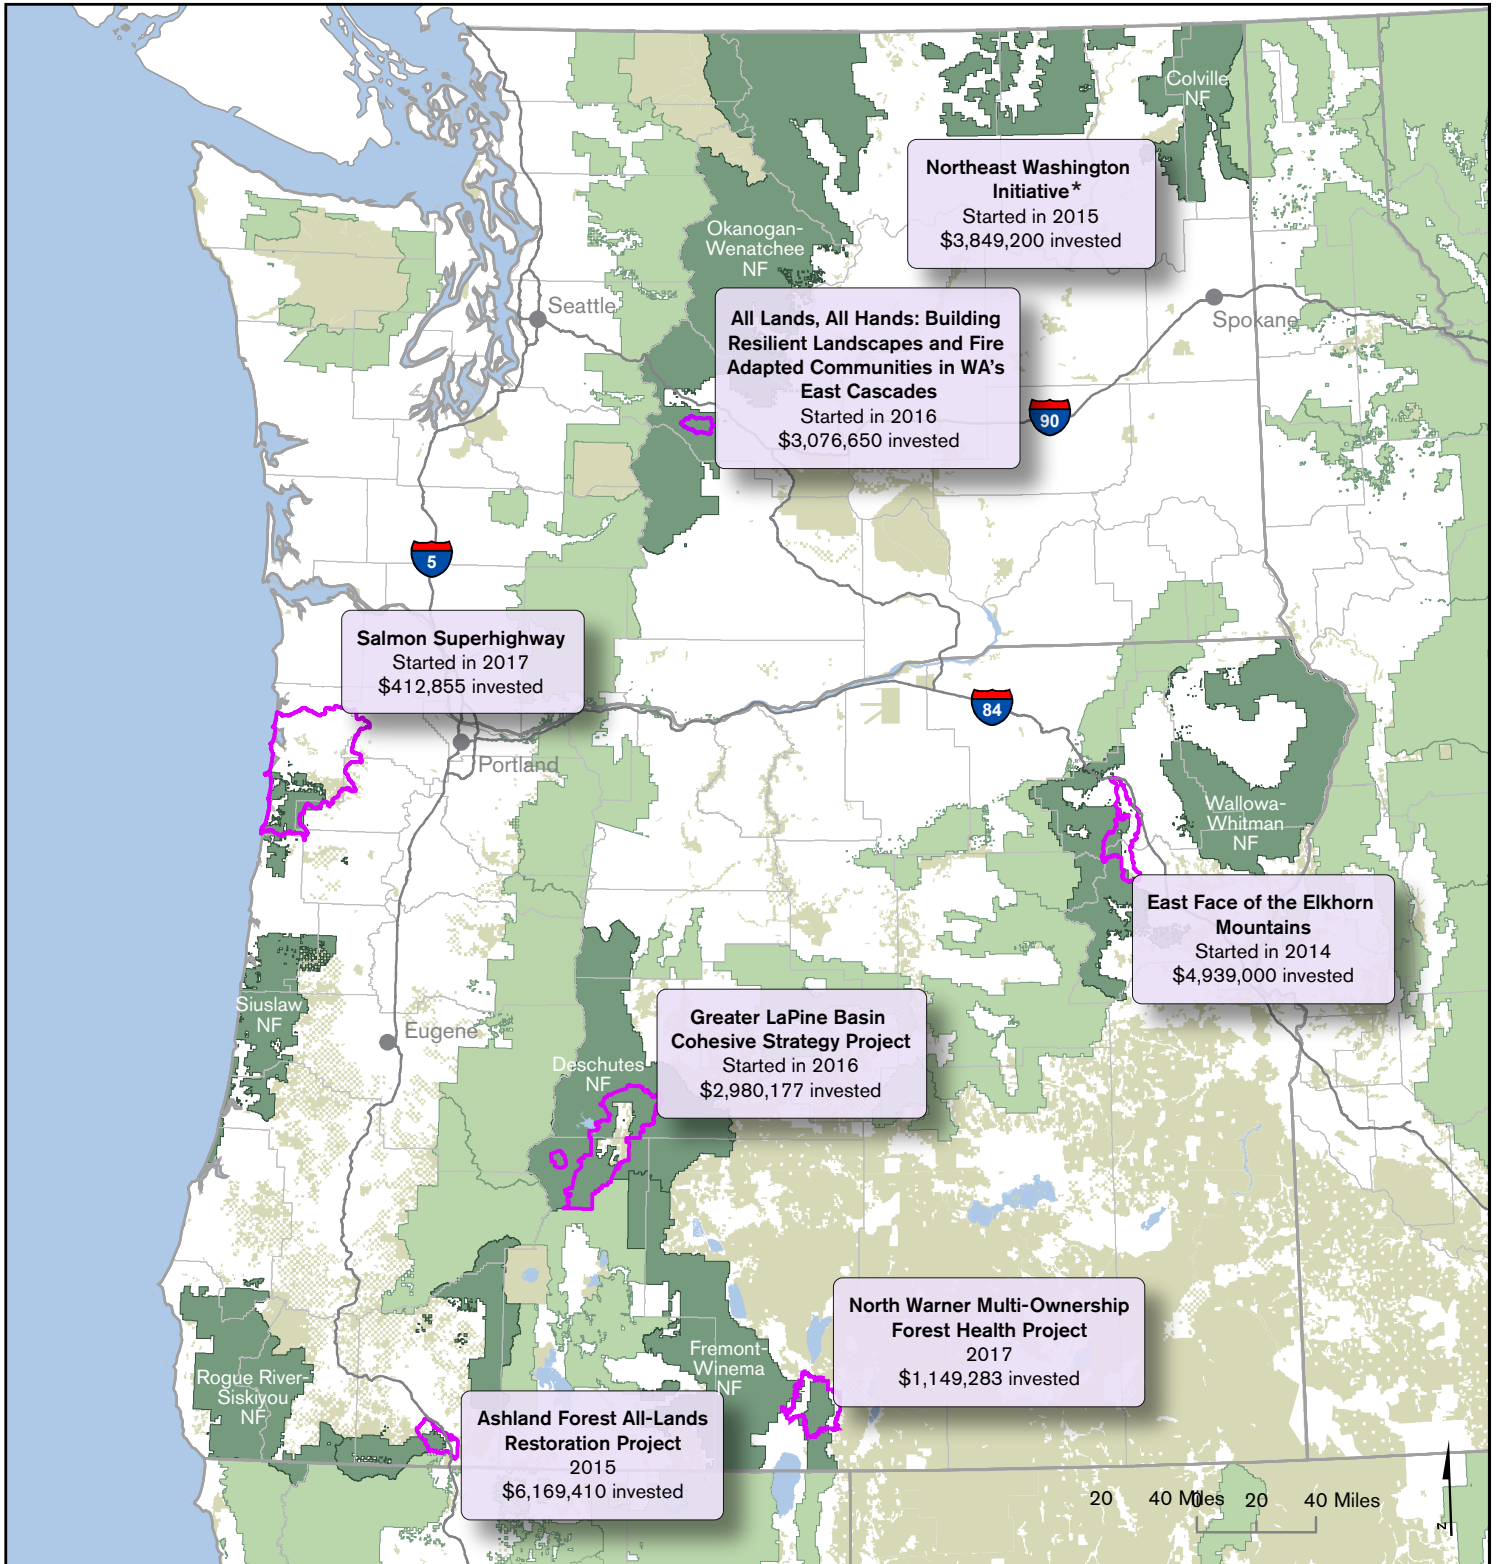 Colville
NF
Northeast Washington
Initiative*
Started in 2015
$3,849,200 invested
Okanogan-
Wenatchee
NF
Seattle
Spokane
All Lands, All Hands: Building
Resilient Landscapes and Fire
Adapted Communities in WA's
East Cascades
Started in 2016
$3,076,650 invested
90
5
Salmon Superhighway
Started in 2017
$412,855 invested
84
Portland
Wallowa-
Whitman
NF
East Face of the Elkhorn
Mountains
Started in 2014
$4,939,000 invested
Siuslaw
NF
Eugene
Greater LaPine Basin
Cohesive Strategy Project
Started in 2016
$2,980,177 invested
Deschutes
NF
North Warner Multi-Ownership
Forest Health Project
2017
$1,149,283 invested
Fremont-
Winema
NF
Rogue River-
Siskiyou
NF
Ashland Forest All-Lands
Restoration Project
2015
$6,169,410 invested
20 40 Miles 0 20 40 Miles
N